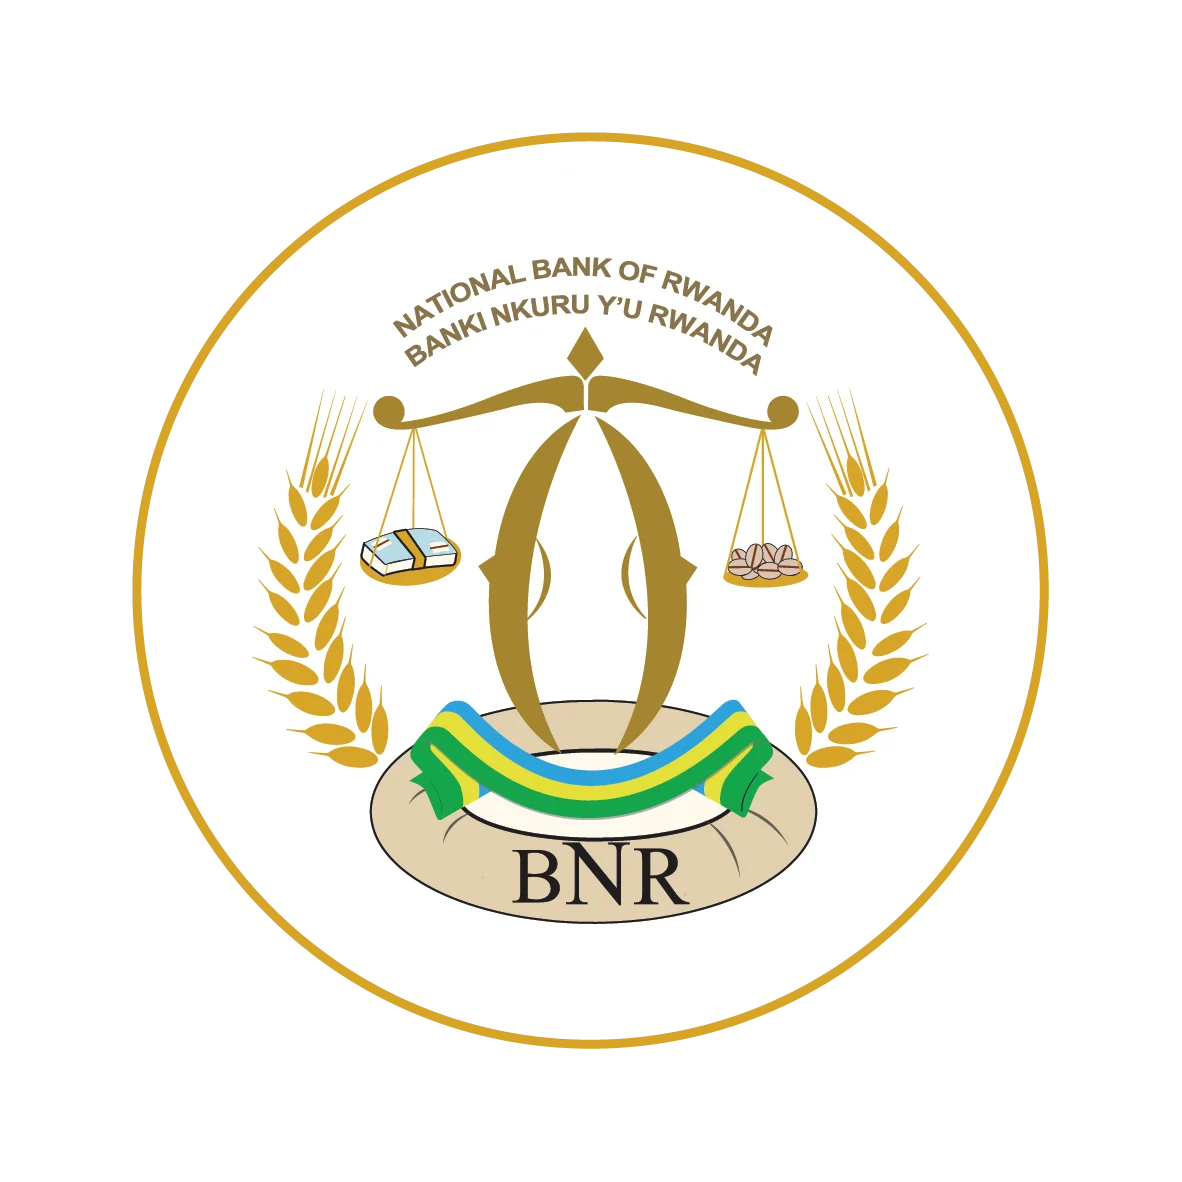 NATIONAL BANK OF RWANDA
BANKI NKURU Y'U RWANDA
BNR